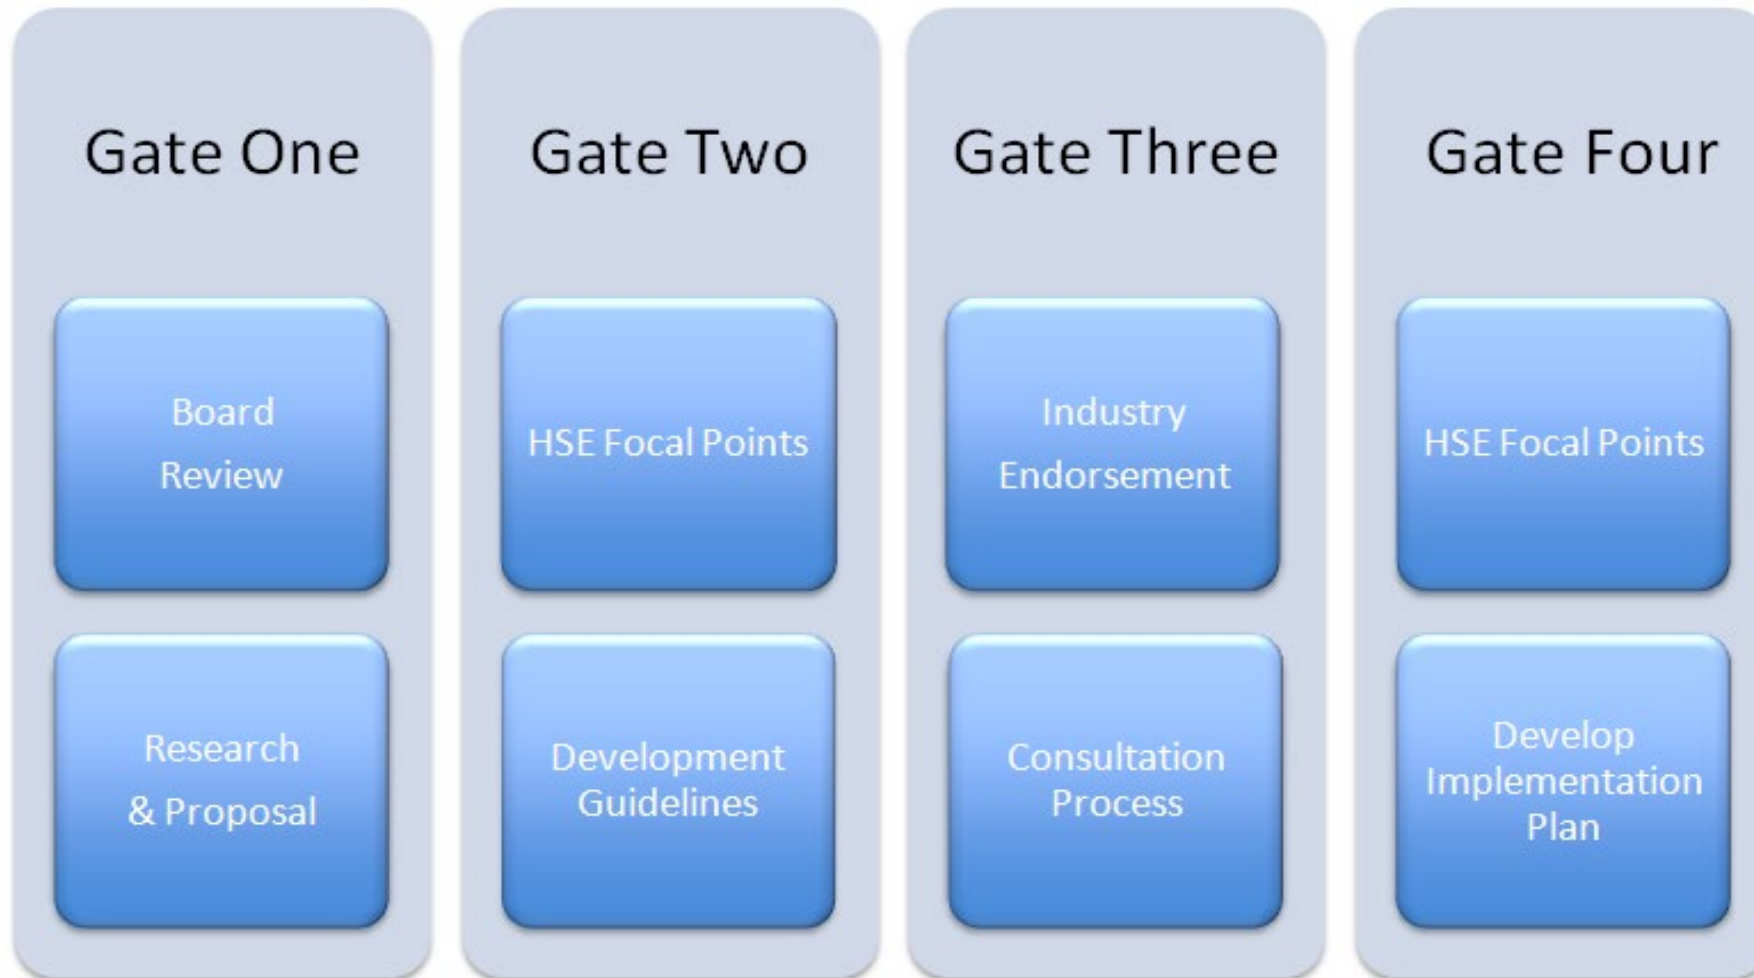 Gate One
Board
Review
Research
& Proposal
Gate Two
HSE Focal Points
Development
Guidelines
Gate Three
Industry
Endorsement
Consultation
Process
Gate Four
HSE Focal Points
Develop
Implementation
Plan